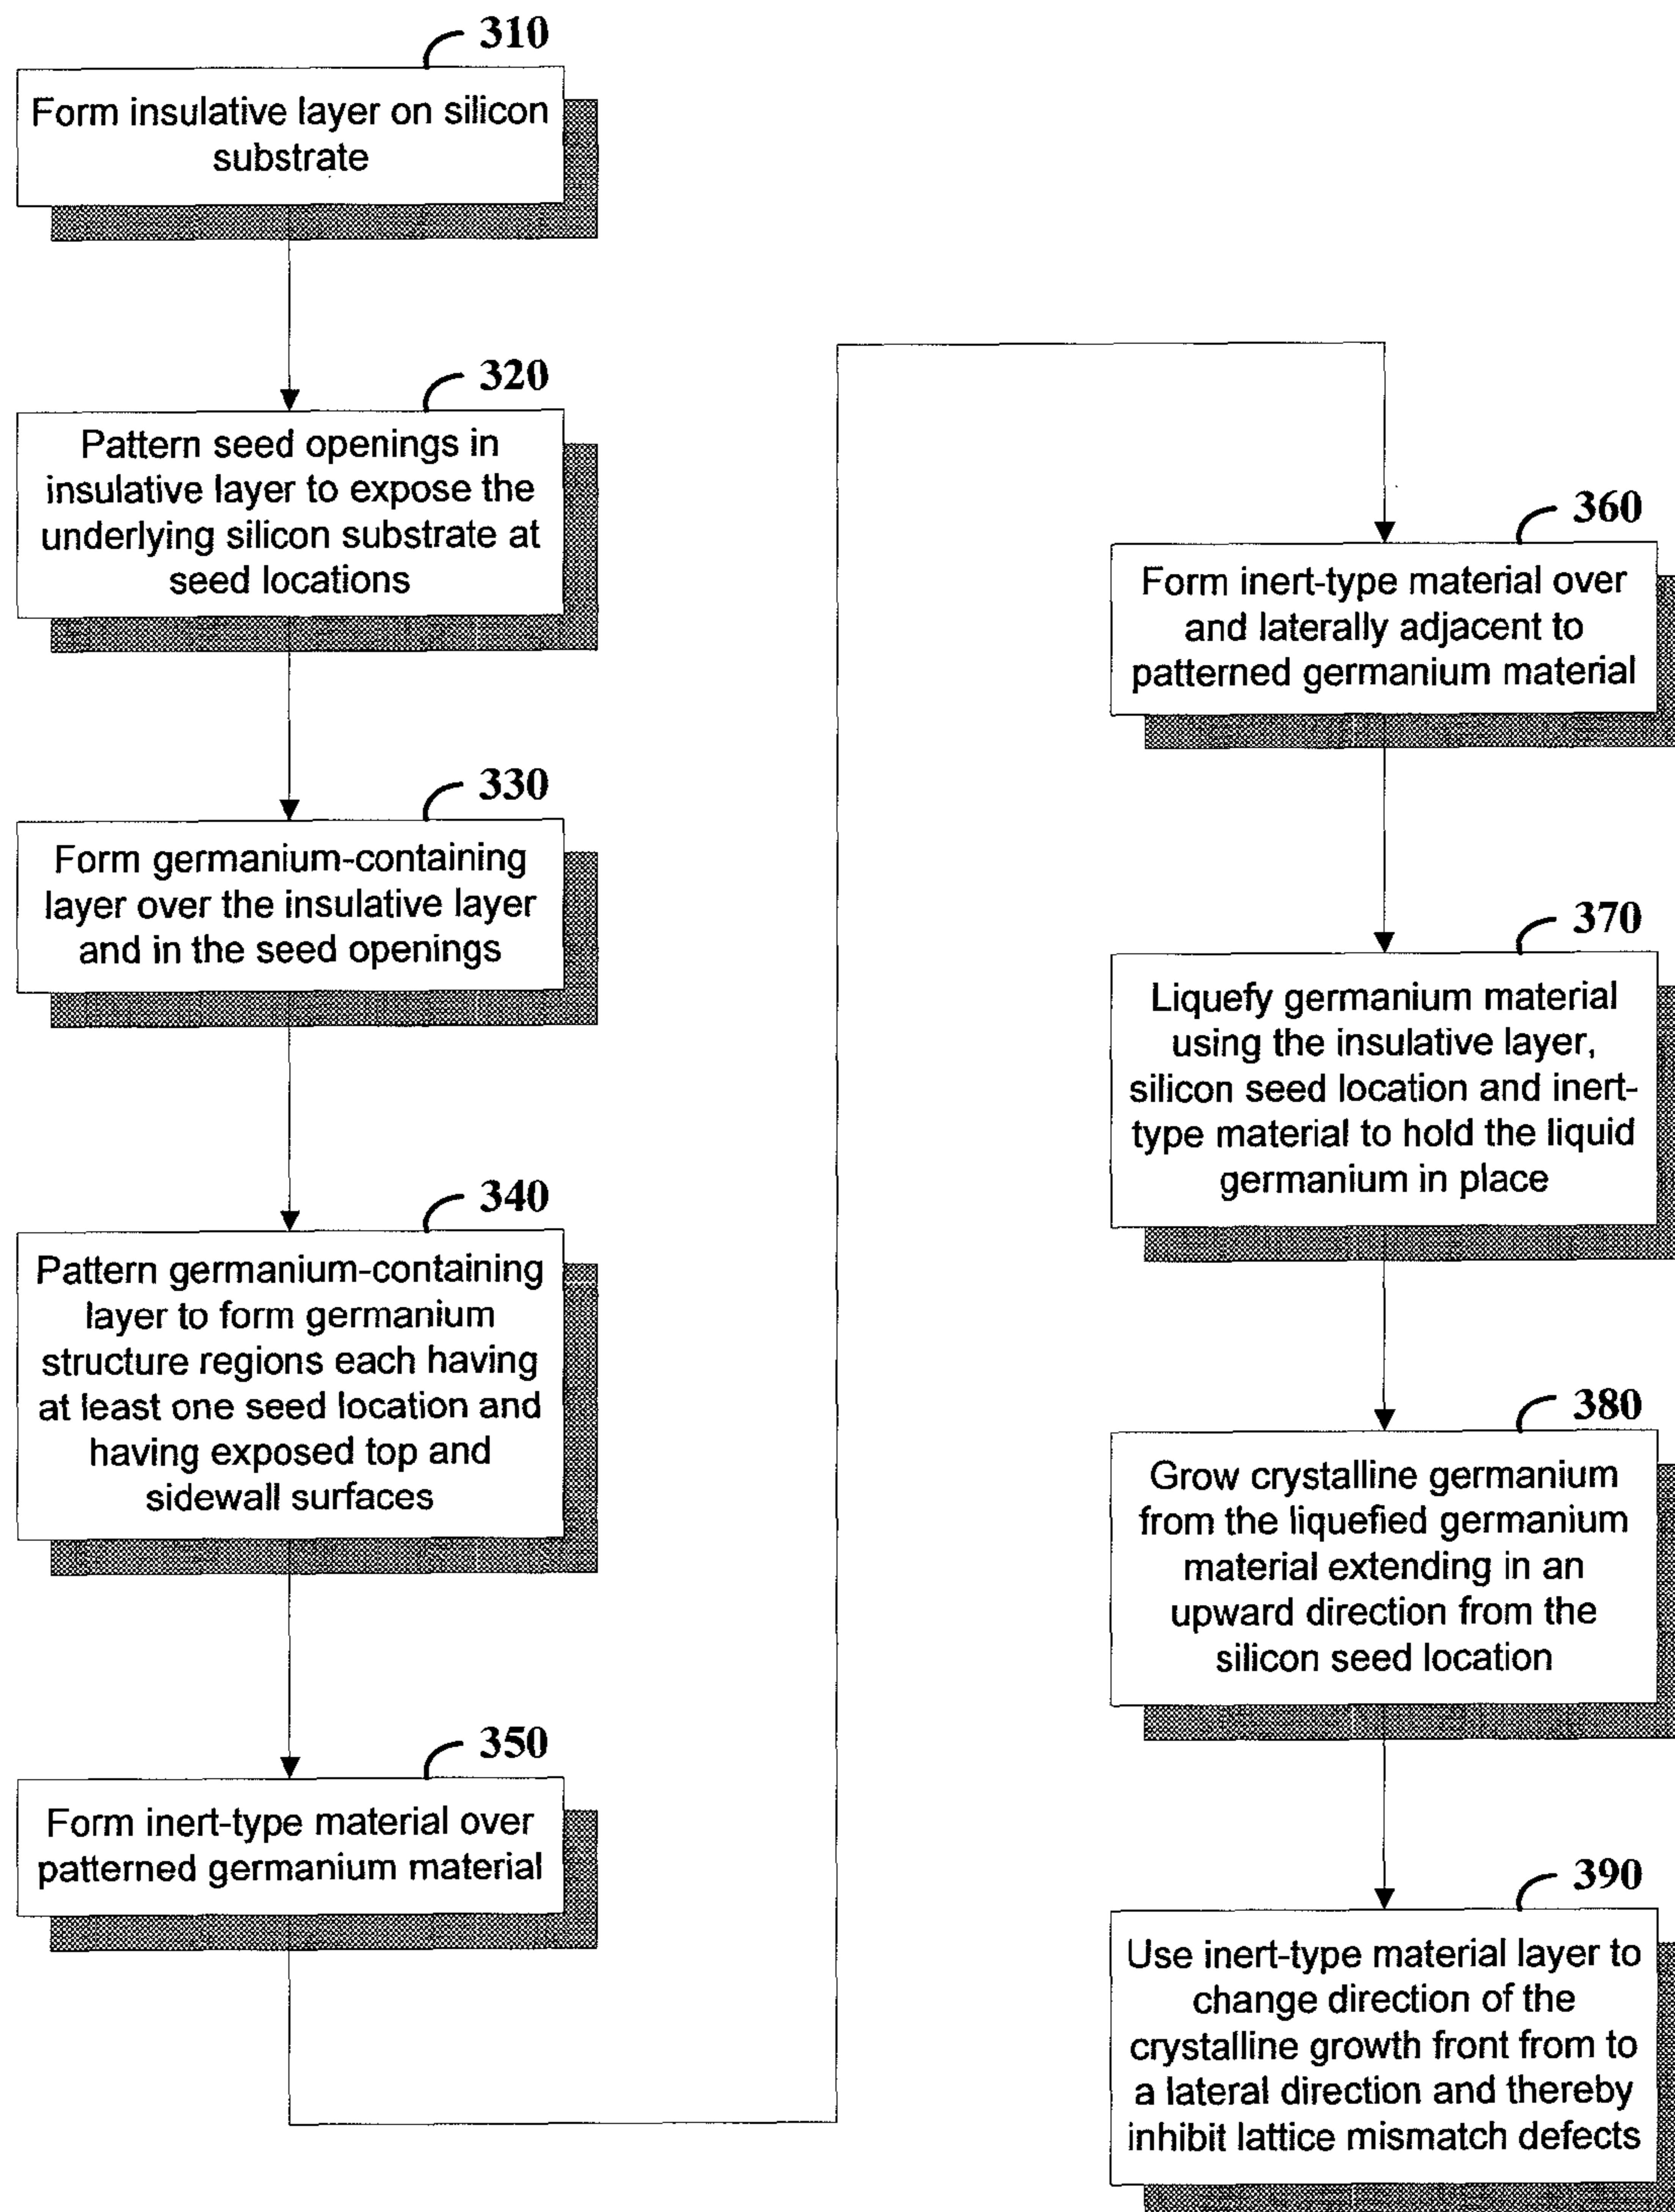 310
Form insulative layer on silicon
substrate
320
Pattern seed openings in
insulative layer to expose the
underlying silicon substrate at
seed locations
330
Form germanium-containing
layer over the insulative layer
and in the seed openings
340
Pattern germanium-containing
layer to form germanium
structure regions each having
at least one seed location and
having exposed top and
sidewall surfaces
350
Form inert-type material over
patterned germanium material
360
Form inert-type material over
and laterally adjacent to
patterned germanium material
370
Liquefy germanium material
using the insulative layer,
silicon seed location and inert-
type material to hold the liquid
germanium in place
380
Grow crystalline germanium
from the liquefied germanium
material extending in an
upward direction from the
silicon seed location
390
Use inert-type material layer to
change direction of the
crystalline growth front from to
a lateral direction and thereby
inhibit lattice mismatch defects